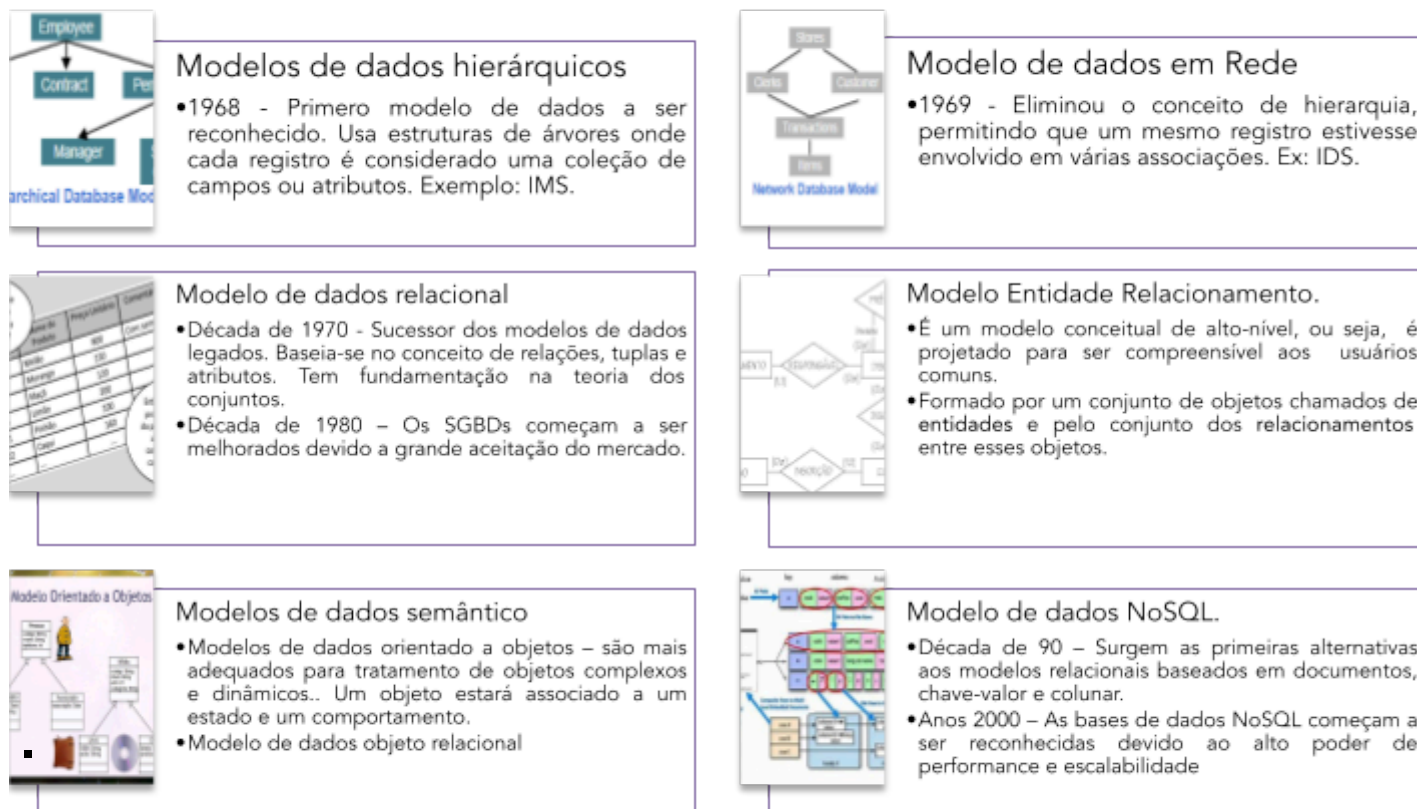 Employee
Contract
Manager
archical Database Mod
Modelos de dados hierárquicos
•1968 - Primero modelo de dados a ser
reconhecido. Usa estruturas de árvores onde
cada registro é considerado uma coleção de
campos ou atributos. Exemplo: IMS.
Stores
Customer
Transactions
Items
Network Database Model
Modelo de dados em Rede
•1969 - Eliminou o conceito de hierarquia,
permitindo que um mesmo registro estivesse
envolvido em várias associações. Ex: IDS.
Modelo de dados relacional
•Década de 1970 - Sucessor dos modelos de dados
legados. Baseia-se no conceito de relações, tuplas e
atributos. Tem fundamentação na teoria dos
conjuntos.
•Década de 1980 – Os SGBDs começam a ser
melhorados devido a grande aceitação do mercado.
Modelo Entidade Relacionamento.
•É um modelo conceitual de alto-nível, ou seja, é
projetado para ser compreensível aos usuários
comuns.
•Formado por um conjunto de objetos chamados de
entidades e pelo conjunto dos relacionamentos
entre esses objetos.
Modelo Orientado a Objetos
Modelos de dados semântico
•Modelos de dados orientado a objetos – são mais
adequados para tratamento de objetos complexos
e dinâmicos.. Um objeto estará associado a um
estado e um comportamento.
•Modelo de dados objeto relacional
Modelo de dados NoSQL.
•Década de 90 – Surgem as primeiras alternativas
aos modelos relacionais baseados em documentos,
chave-valor e colunar.
•Anos 2000 – As bases de dados NoSQL começam a
ser reconhecidas devido ao alto poder de
performance e escalabilidade